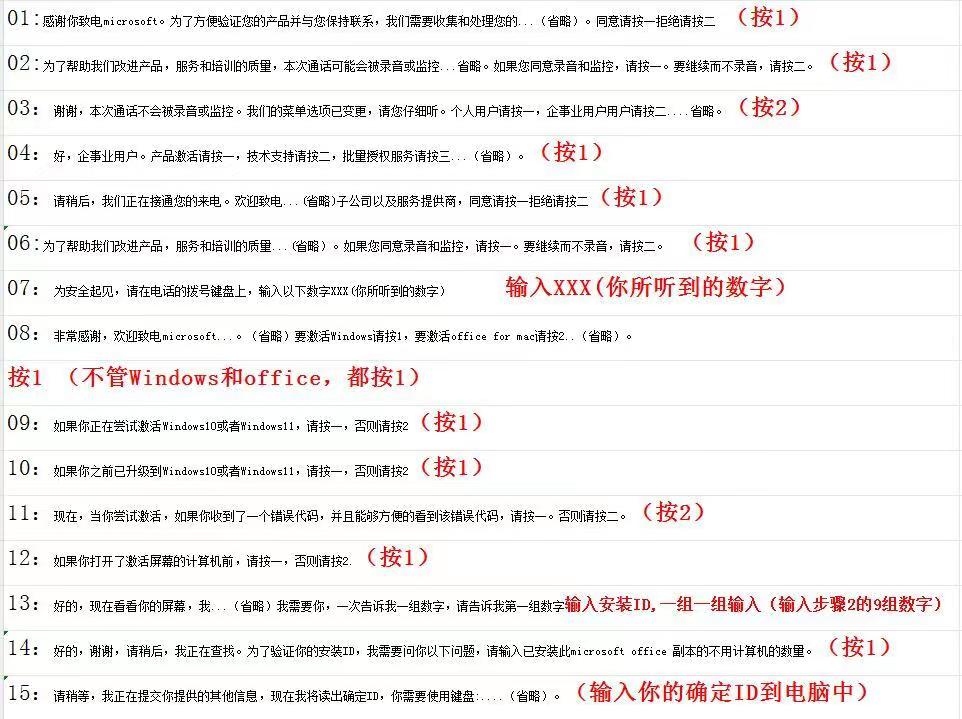 01:感谢你致电microsoft。为了方便验证您的产品并与您保持联系，我们需要收集和处理您的...（省略）。同意请按一拒绝请按二 （按1）
02:为了帮助我们改进产品，服务和培训的质量，本次通话可能会被录音或监控...省略。如果您同意录音和监控，请按一。要继续而不录音，请按二。 （按1）
03: 谢谢，本次通话不会被录音或监控。我们的菜单选项已变更，请您仔细听。个人用户请按一，企事业用户用户请按二....省略。 （按2）
04: 好，企事业用户。产品激活请按一，技术支持请按二，批量授权服务请按三...（省略）。 （按1）
05: 请稍后，我们正在接通您的来电。欢迎致电...(省略)子公司以及服务提供商，同意请按一拒绝请按二 （按1）
06:为了帮助我们改进产品，服务和培训的质量...(省略）。如果您同意录音和监控，请按一。要继续而不录音，请按二。 （按1）
07: 为安全起见，请在电话的拨号键盘上，输入以下数字XXX(你所听到的数字） 输入XXX(你所听到的数字）
08: 非常感谢，欢迎致电microsoft...。（省略）要激活Windows请按1，要激活office for mac请按2..（省略）。
按1 （不管Windows和office，都按1）
09: 如果你正在尝试激活Windows10或者Windows11，请按一，否则请按2 （按1）
10: 如果你之前已升级到Windows10或者Windows11，请按一，否则请按2 （按1）
11: 现在，当你尝试激活，如果你收到了一个错误代码，并且能够方便的看到该错误代码，请按一。否则请按二。 （按2）
12: 如果你打开了激活屏幕的计算机前，请按一，否则请按2. （按1）
13: 好的，现在看看你的屏幕，我...（省略）我需要你，一次告诉我一组数字，请告诉我第一组数字输入安装ID,一组一组输入（输入步骤2的9组数字）
14: 好的，谢谢，请稍后，我正在查找。为了验证你的安装ID，我需要问你以下问题，请输入已安装此microsoft office 副本的不用计算机的数量。 （按1）
15: 请稍等，我正在提交你提供的其他信息，现在我将读出确定ID，你需要使用键盘:....（省略）。 （输入你的确定ID到电脑中）